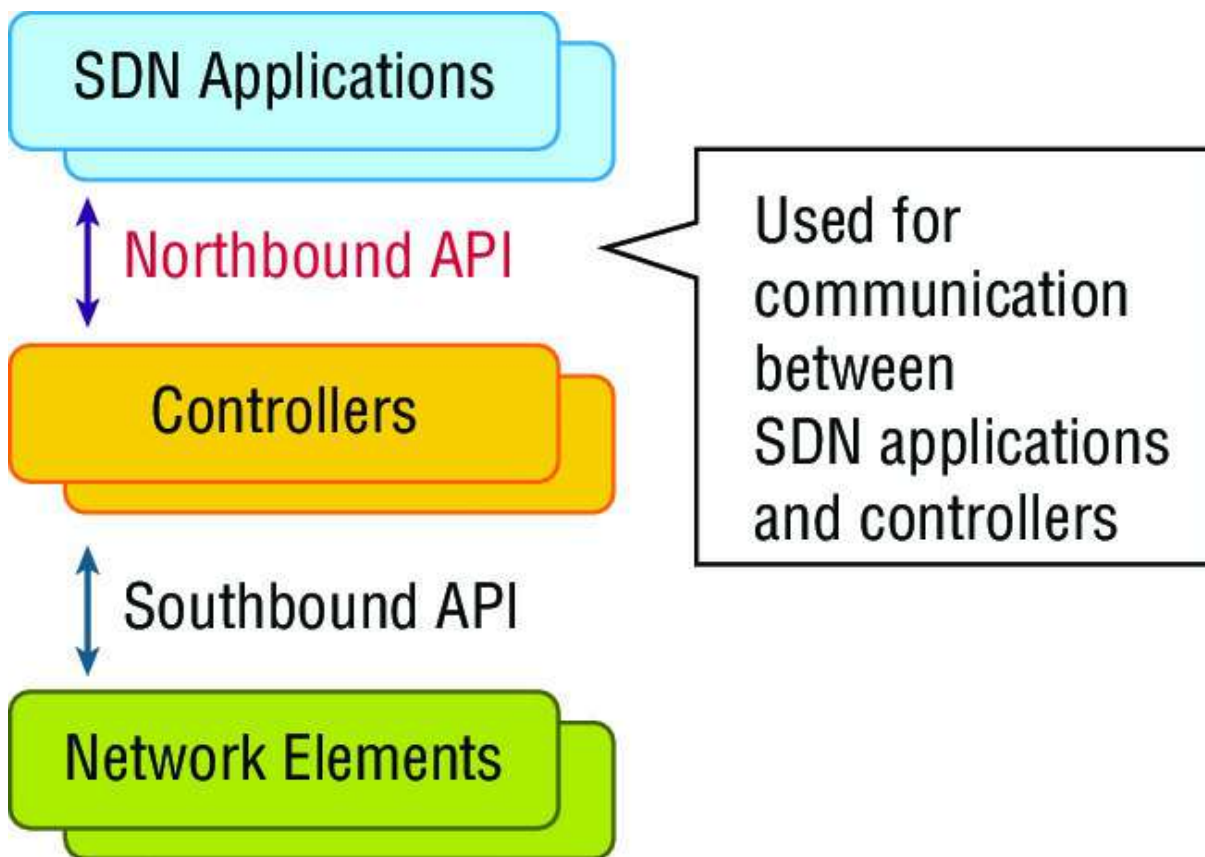 SDN Applications
Northbound API
Used for
communication
between
SDN applications
and controllers
Controllers
Southbound API
Network Elements